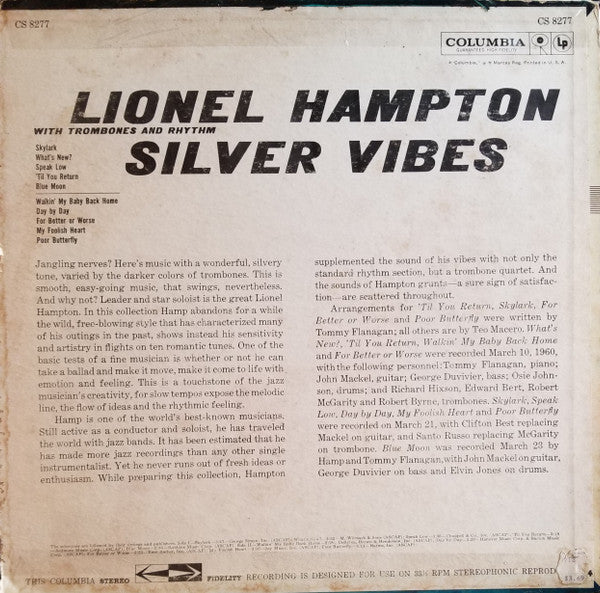 CS 8277
CS 8277
COLUMBIA
GUARANTEED HIGH FIDELITY
Lp
LIONEL HAMPTON
WITH TROMBONES AND RHYTHM
SILVER VIBES
Skylark
What's New?
Speak Low
'Til You Return
Blue Moon
Walkin' My Baby Back Home
Day by Day
For Better or Worse
My Foolish Heart
Poor Butterfly
Jangling nerves? Here's music with a wonderful, silvery
tone, varied by the darker colors of trombones. This is
smooth, easy-going music, that swings, nevertheless.
And why not? Leader and star soloist is the great Lionel
Hampton. In this collection Hamp abandons for a while
the wild, free-blowing style that has characterized many
of his outings in the past, shows instead his sensitivity
and artistry in flights on ten romantic tunes. One of the
basic tests of a fine musician is whether or not he can
take a ballad and make it move, make it come to life with
emotion and feeling. This is a touchstone of the jazz
musician's creativity, for slow tempos expose the melodic
line, the flow of ideas and the rhythmic feeling.
Hamp is one of the world's best-known musicians.
Still active as a conductor and soloist, he has traveled
the world with jazz bands. It has been estimated that he
has made more jazz recordings than any other single
instrumentalist. Yet he never runs out of fresh ideas or
enthusiasm. While preparing this collection, Hampton
supplemented the sound of his vibes with not only the
standard rhythm section, but a trombone quartet. And
the sounds of Hampton grunts—a sure sign of satisfac-
tion—are scattered throughout.
Arrangements for 'Til You Return, Skylark, For
Better or Worse and Poor Butterfly were written by
Tommy Flanagan; all others are by Teo Macero. What's
New?, 'Til You Return, Walkin' My Baby Back Home
and For Better or Worse were recorded March 10, 1960,
with the following personnel: Tommy Flanagan, piano;
John Mackel, guitar; George Duvivier, bass; Osie John-
son, drums; and Richard Hixson, Edward Bert, Robert
McGarity and Robert Byrne, trombones. Skylark, Speak
Low, Day by Day, My Foolish Heart and Poor Butterfly
were recorded on March 21, with Clifton Best replacing
Mackel on guitar, and Santo Russo replacing McGarity
on trombone. Blue Moon was recorded March 23 by
Hamp and Tommy Flanagan, with John Mackel on guitar,
George Duvivier on bass and Elvin Jones on drums.
THIS COLUMBIA STEREO FIDELITY RECORDING IS DESIGNED FOR USE ON 33⅓ RPM STEREOPHONIC REPROD